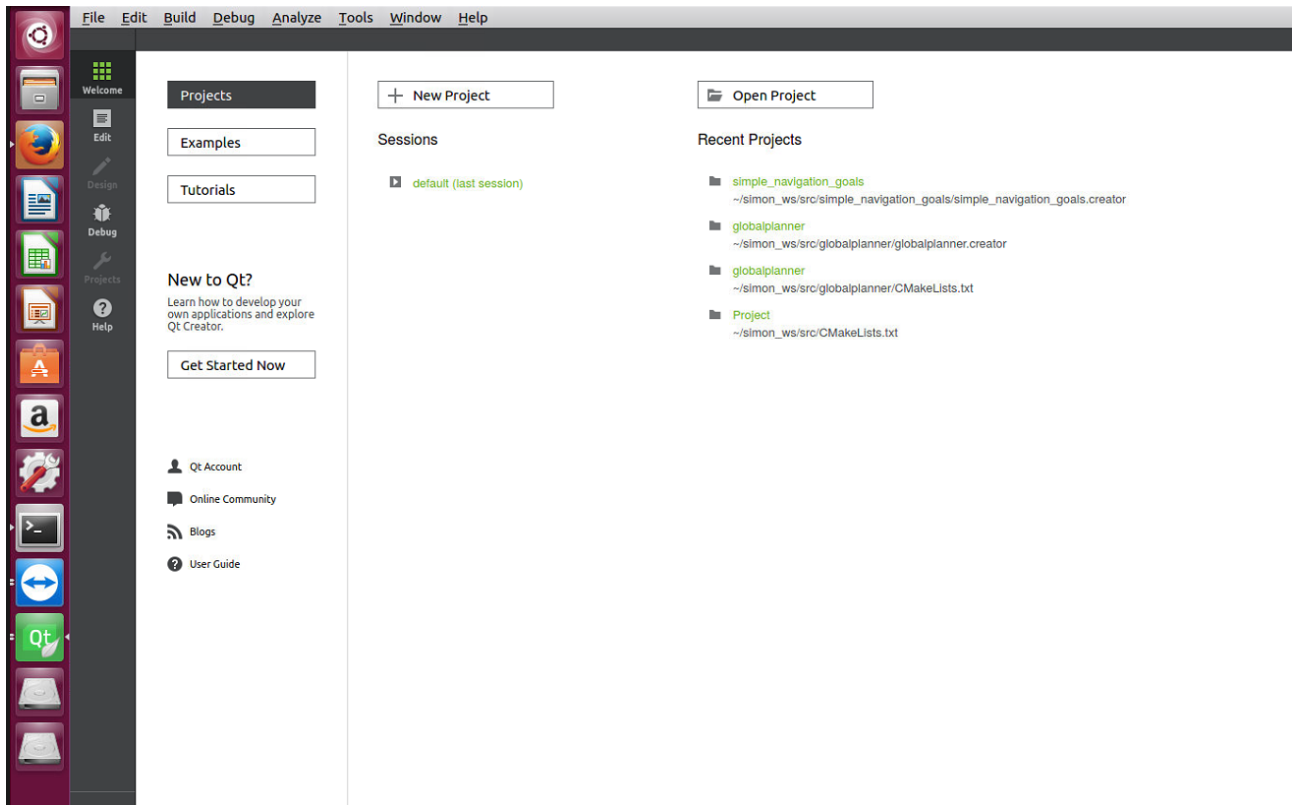 File Edit Build Debug Analyze Tools Window Help
Welcome
Edit
Design
Debug
Projects
Help
Projects
Examples
Tutorials
New to Qt?
Learn how to develop your
own applications and explore
Qt Creator.
Get Started Now
Qt Account
Online Community
Blogs
User Guide
New Project
Sessions
default (last session)
Open Project
Recent Projects
simple_navigation_goals
~/simon_ws/src/simple_navigation_goals/simple_navigation_goals.creator
globalplanner
~/simon_ws/src/globalplanner/globalplanner.creator
globalplanner
~/simon_ws/src/globalplanner/CMakeLists.txt
Project
~/simon_ws/src/CMakeLists.txt
A
a
>_
Qt